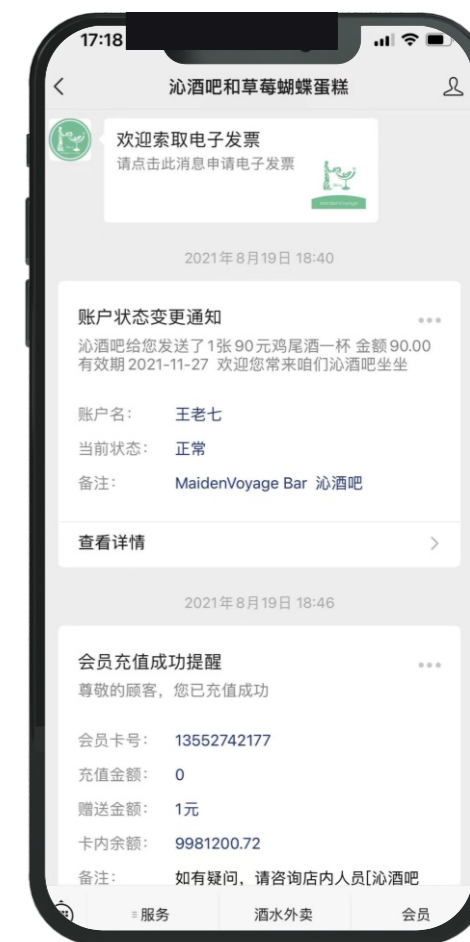 17:18
沁酒吧和草莓蝴蝶蛋糕
欢迎索取电子发票
请点击此消息申请电子发票
2021年8月19日 18:40
账户状态变更通知
沁酒吧给您发送了1张90元鸡尾酒一杯 金额90.00
有效期2021-11-27 欢迎您常来咱们沁酒吧坐坐
账户名： 王老七
当前状态： 正常
备注： MaidenVoyage Bar 沁酒吧
查看详情
2021年8月19日 18:46
会员充值成功提醒
尊敬的顾客，您已充值成功
会员卡号： 13552742177
充值金额： 0
赠送金额： 1元
卡内余额： 9981200.72
备注： 如有疑问，请咨询店内人员[沁酒吧
服务 酒水外卖 会员